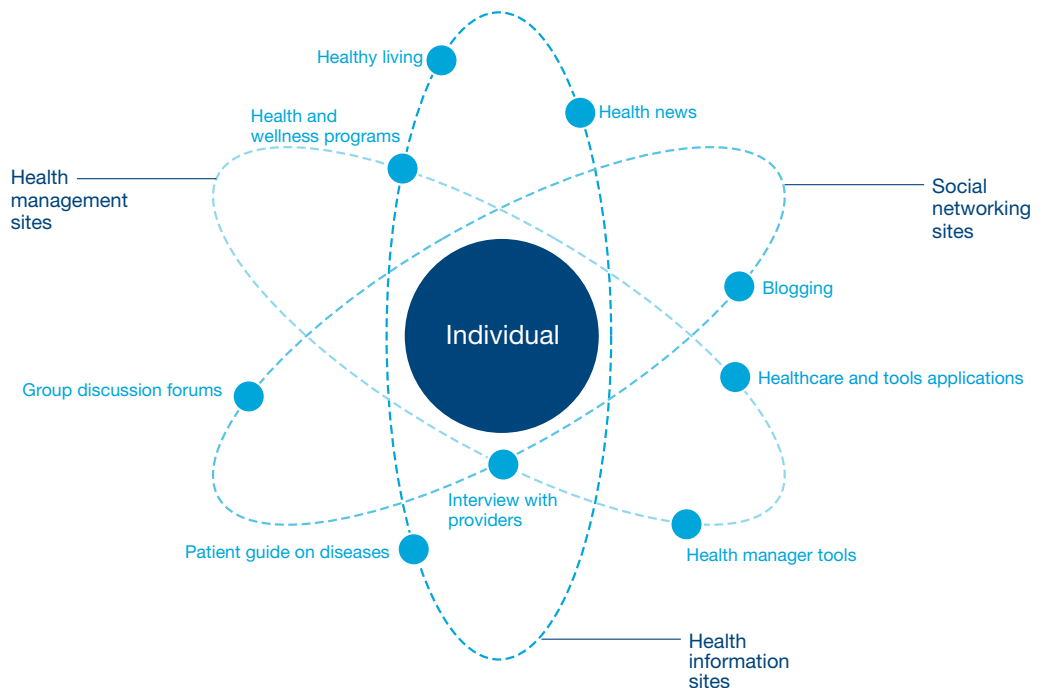 Healthy living
Health news
Health and
wellness programs
Health
management
sites
Social
networking
sites
Blogging
Individual
Healthcare and tools applications
Group discussion forums
Interview with
providers
Patient guide on diseases
Health manager tools
Health
information
sites